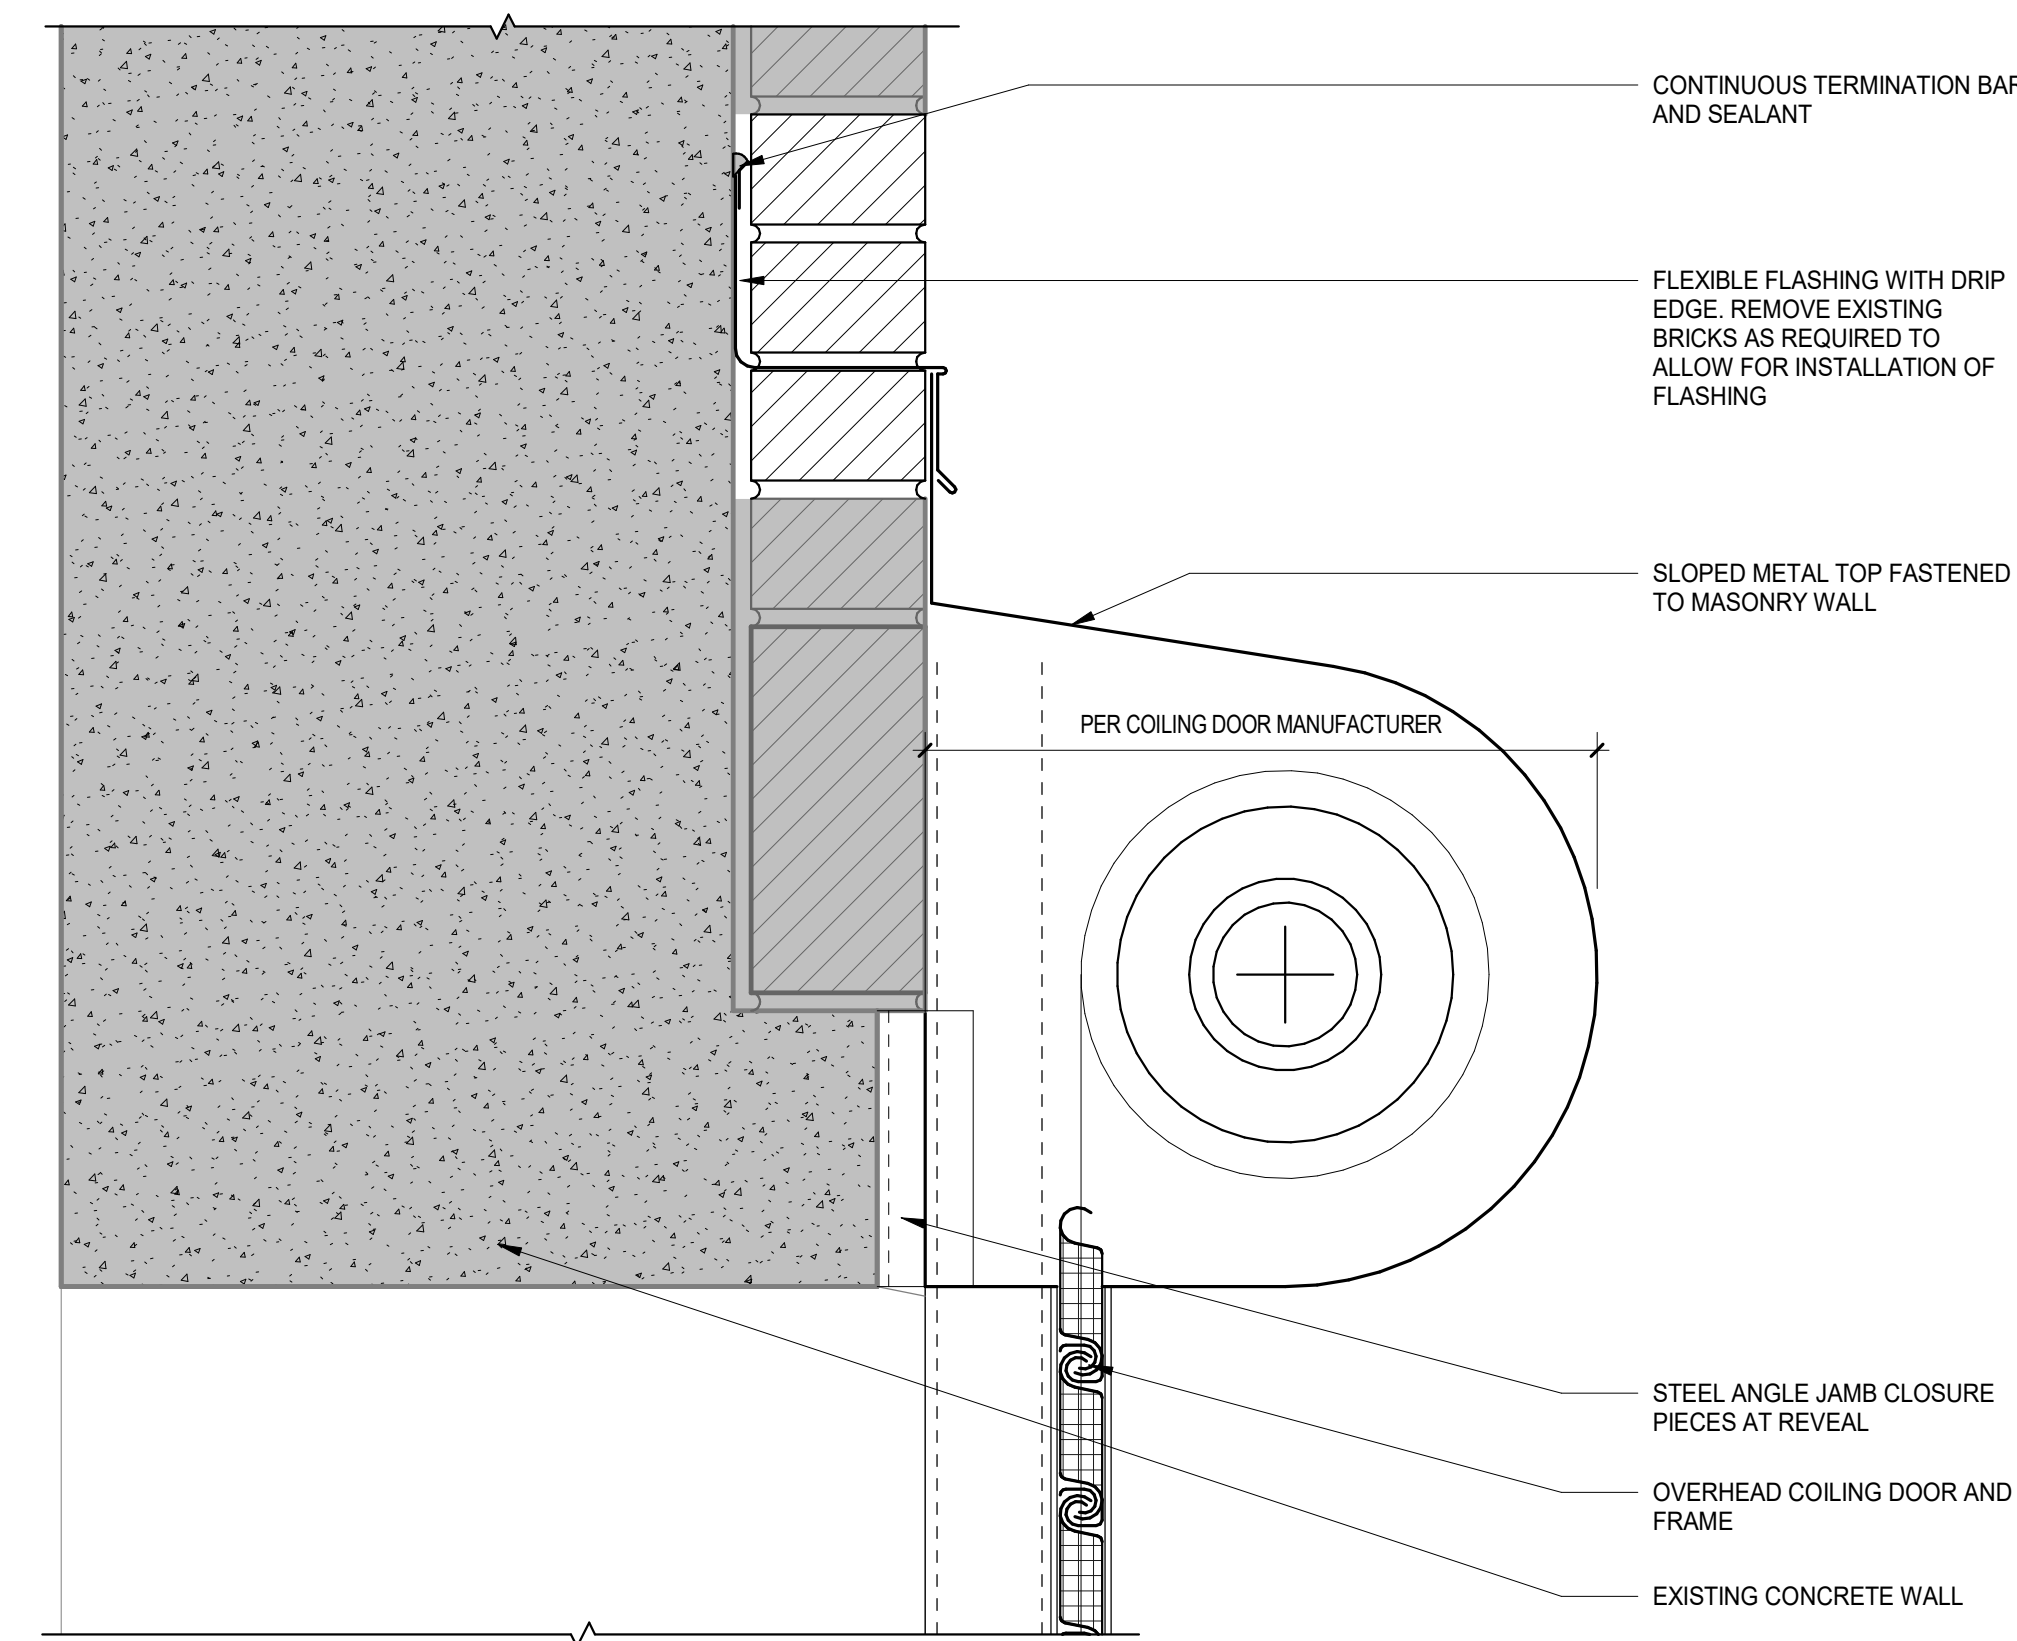 CONTINUOUS TERMINATION BAR
AND SEALANT
FLEXIBLE FLASHING WITH DRIP
EDGE. REMOVE EXISTING
BRICKS AS REQUIRED TO
ALLOW FOR INSTALLATION OF
FLASHING
SLOPED METAL TOP FASTENED
TO MASONRY WALL
PER COILING DOOR MANUFACTURER
STEEL ANGLE JAMB CLOSURE
PIECES AT REVEAL
OVERHEAD COILING DOOR AND
FRAME
EXISTING CONCRETE WALL